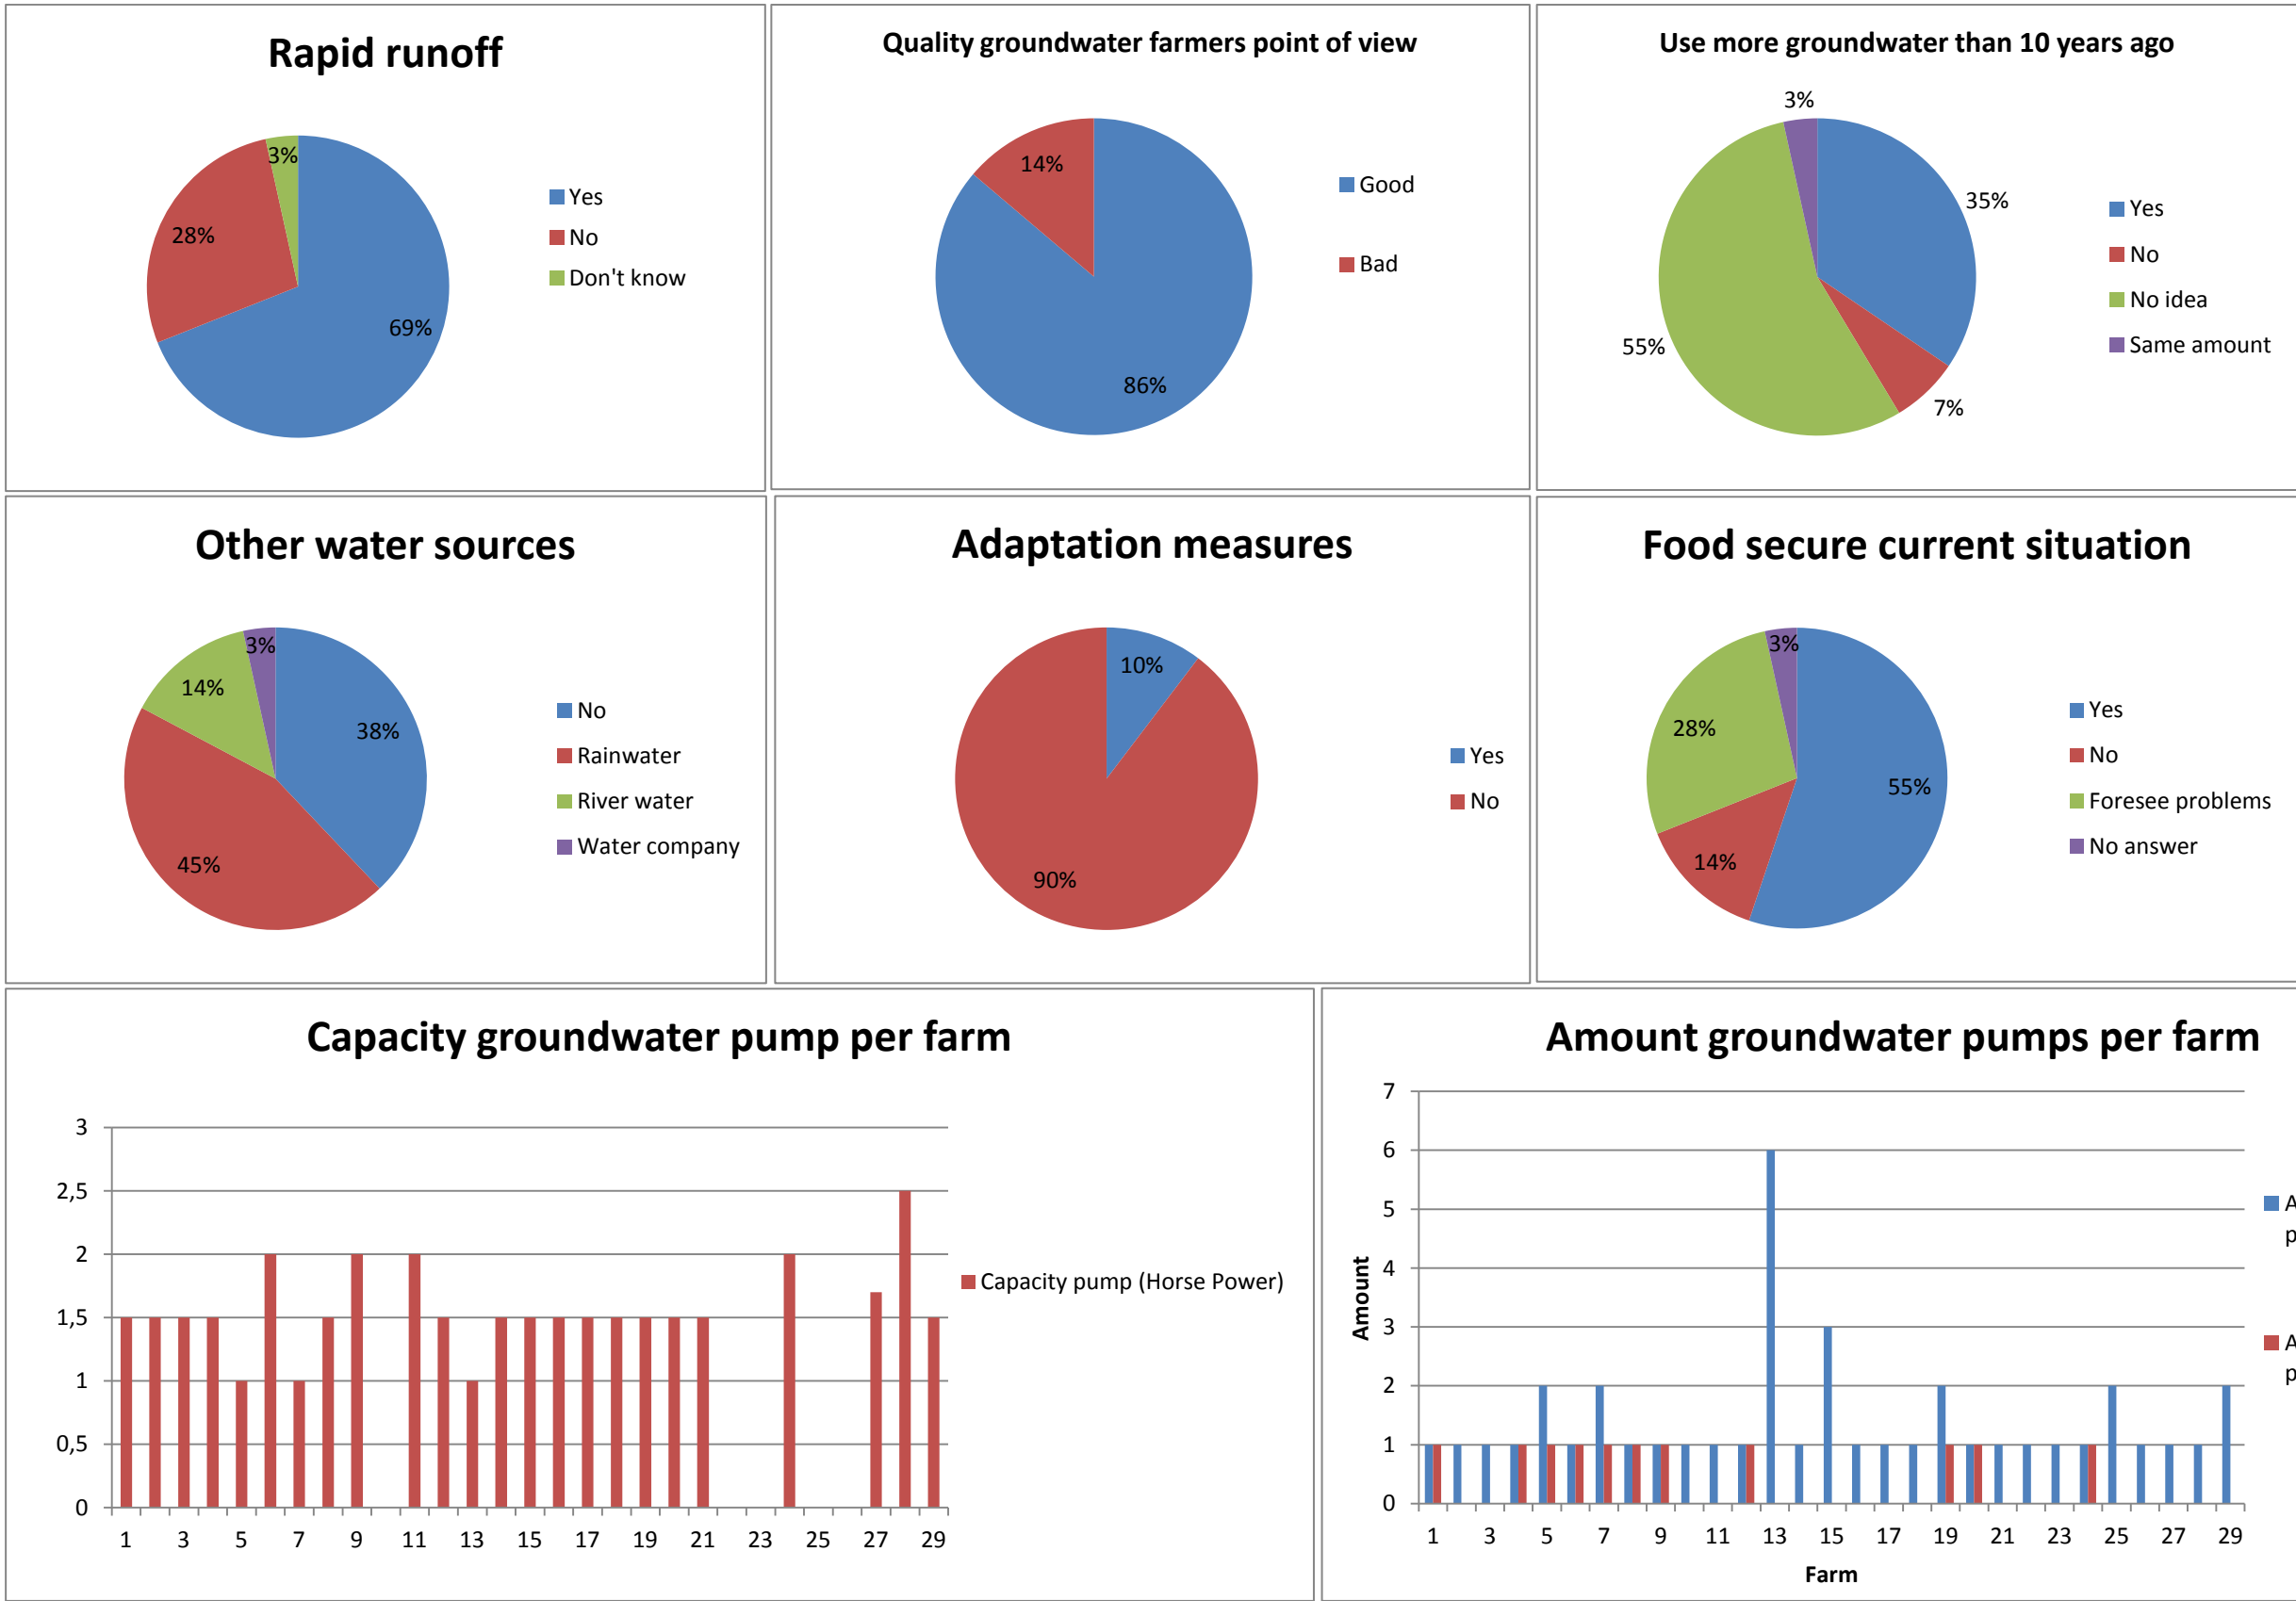 Rapid runoff
3%
28%
69%
Yes
No
Don't know
Quality groundwater farmers point of view
14%
86%
Good
Bad
Use more groundwater than 10 years ago
3%
35%
55%
7%
Yes
No
No idea
Same amount
Other water sources
3%
14%
38%
45%
No
Rainwater
River water
Water company
Adaptation measures
10%
90%
Yes
No
Food secure current situation
3%
28%
55%
14%
Yes
No
Foresee problems
No answer
Capacity groundwater pump per farm
3
2,5
2
1,5
1
0,5
0
1 3 5 7 9 11 13 15 17 19 21 23 25 27 29
Capacity pump (Horse Power)
Amount groundwater pumps per farm
7
6
5
4
3
2
1
0
Amount
1 3 5 7 9 11 13 15 17 19 21 23 25 27 29
Farm